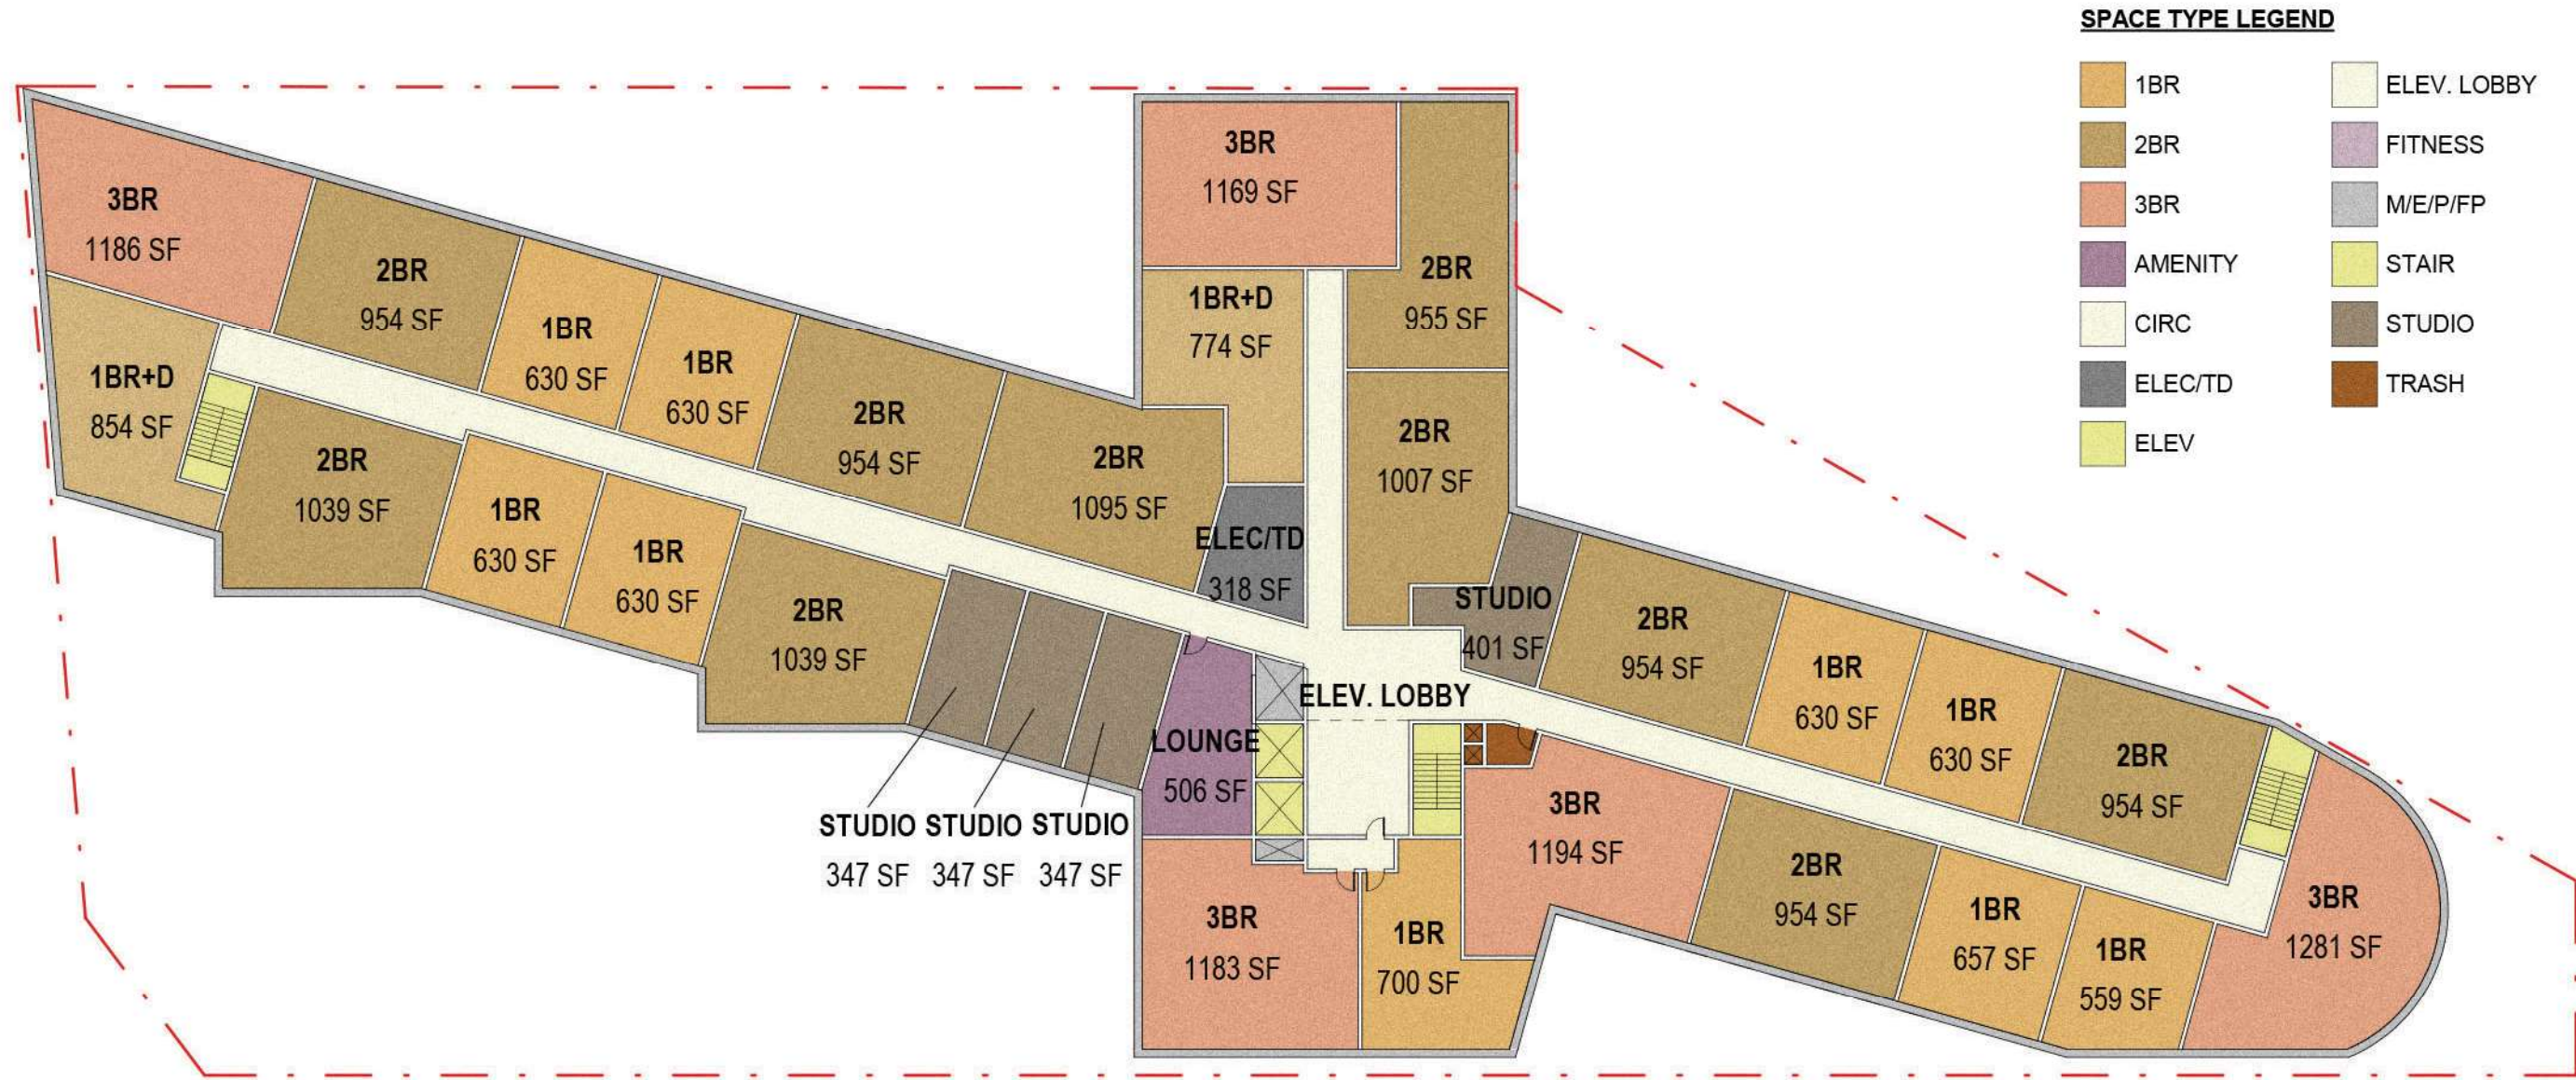 SPACE TYPE LEGEND
1BR
2BR
3BR
AMENITY
CIRC
ELEC/TD
ELEV
ELEV. LOBBY
FITNESS
M/E/P/FP
STAIR
STUDIO
TRASH
3BR
1186 SF
2BR
954 SF
1BR
630 SF
1BR
630 SF
2BR
954 SF
2BR
1095 SF
1BR+D
854 SF
2BR
1039 SF
1BR
630 SF
1BR
630 SF
2BR
1039 SF
STUDIO STUDIO STUDIO
347 SF 347 SF 347 SF
3BR
1169 SF
2BR
955 SF
1BR+D
774 SF
2BR
1007 SF
ELEC/TD
318 SF
STUDIO
401 SF
ELEV. LOBBY
LOUNGE
506 SF
2BR
954 SF
1BR
630 SF
1BR
630 SF
2BR
954 SF
3BR
1183 SF
1BR
700 SF
3BR
1194 SF
2BR
954 SF
1BR
657 SF
1BR
559 SF
3BR
1281 SF